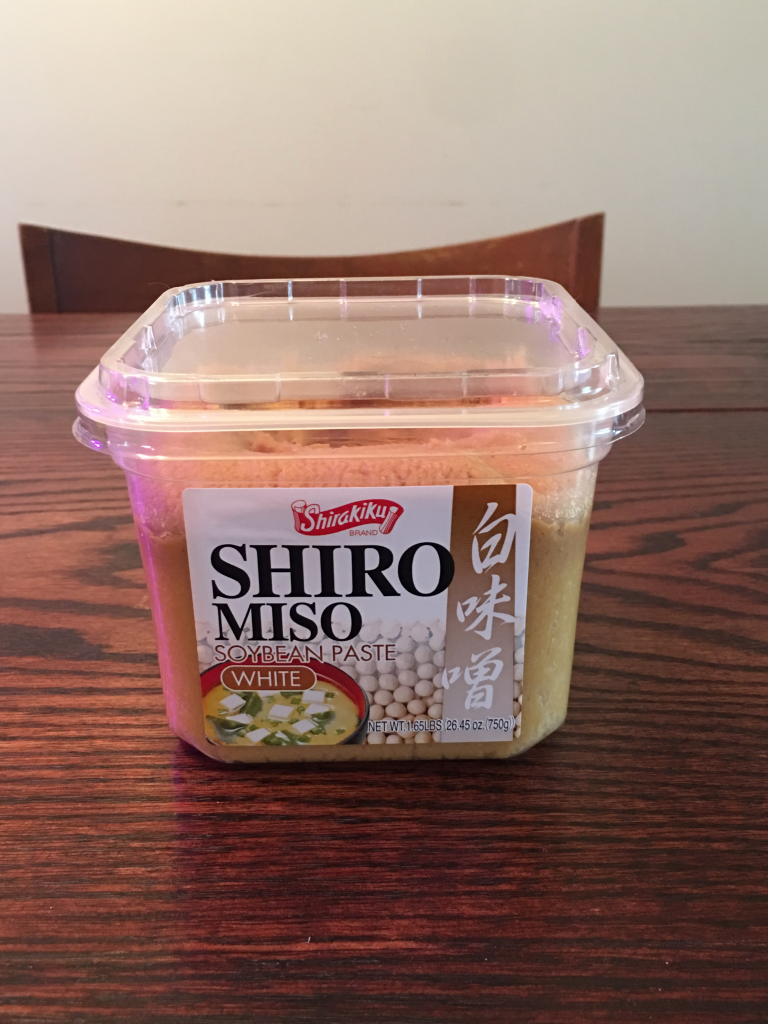 Shirakiku
BRAND
SHIRO
MISO
SOYBEAN PASTE
WHITE
NET WT.1.65LBS (26.45 oz.)(750g)
白味噌